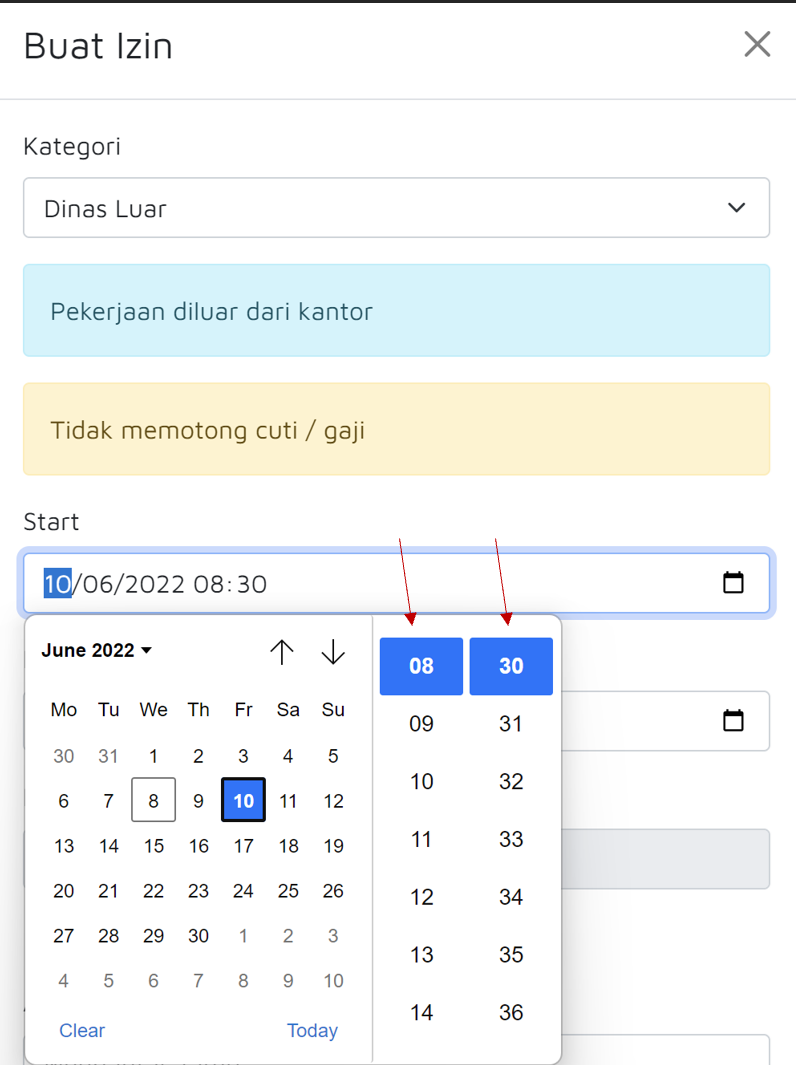 Buat Izin
Kategori
Dinas Luar
Pekerjaan diluar dari kantor
Tidak memotong cuti / gaji
Start
10/06/2022 08:30
June 2022
Mo Tu We Th Fr Sa Su
30 31 1 2 3 4 5
6 7 8 9 10 11 12
13 14 15 16 17 18 19
20 21 22 23 24 25 26
27 28 29 30 1 2 3
4 5 6 7 8 9 10
Clear Today
08 30
09 31
10 32
11 33
12 34
13 35
14 36